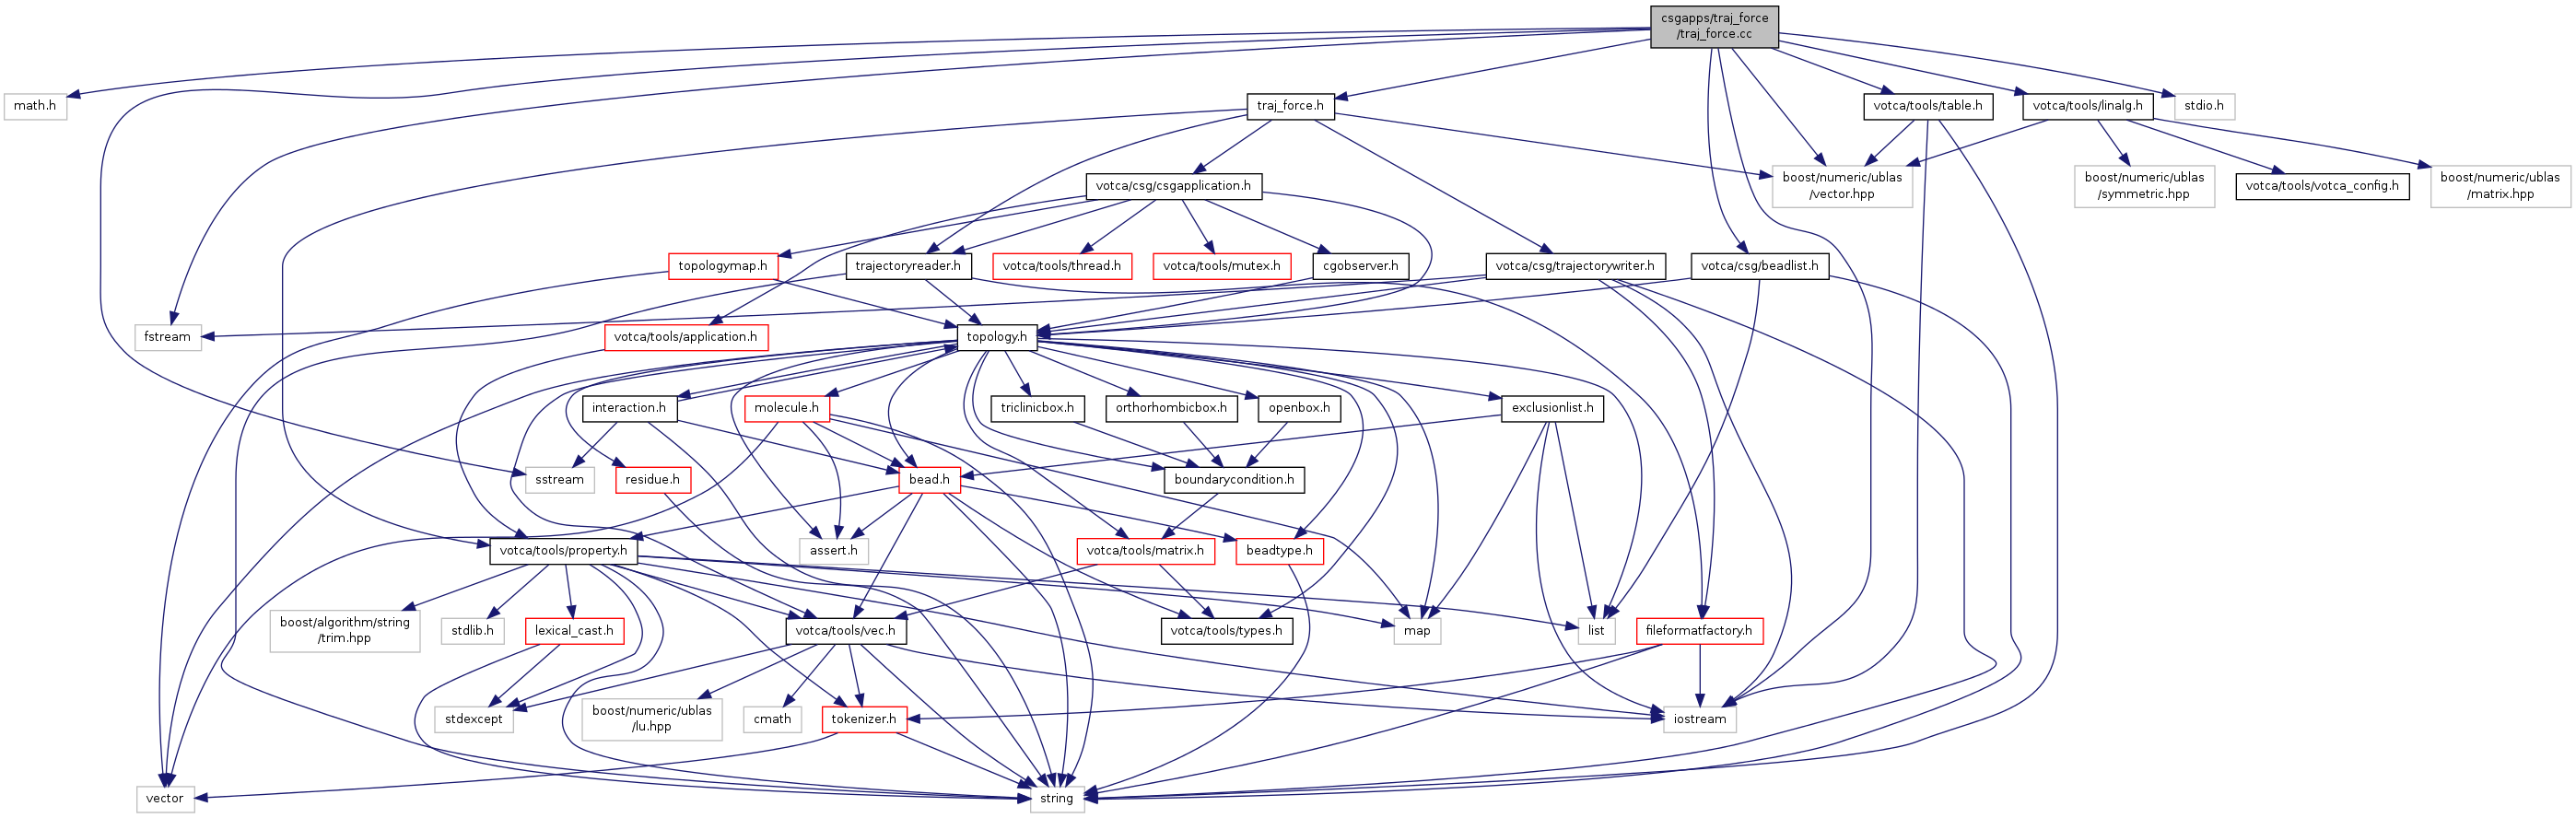 csgapps/traj_force
/traj_force.cc
math.h
traj_force.h
votca/tools/table.h
votca/tools/linalg.h
stdio.h
votca/csg/csgapplication.h
boost/numeric/ublas
/vector.hpp
boost/numeric/ublas
/symmetric.hpp
votca/tools/votca_config.h
boost/numeric/ublas
/matrix.hpp
topologymap.h
trajectoryreader.h
votca/tools/thread.h
votca/tools/mutex.h
cgobserver.h
votca/csg/trajectorywriter.h
votca/csg/beadlist.h
fstream
votca/tools/application.h
topology.h
interaction.h
molecule.h
triclinicbox.h
orthorhombicbox.h
openbox.h
exclusionlist.h
sstream
residue.h
bead.h
boundarycondition.h
votca/tools/property.h
assert.h
votca/tools/matrix.h
beadtype.h
boost/algorithm/string
/trim.hpp
stdlib.h
lexical_cast.h
votca/tools/vec.h
votca/tools/types.h
map
list
fileformatfactory.h
stdexcept
boost/numeric/ublas
/lu.hpp
cmath
tokenizer.h
iostream
vector
string